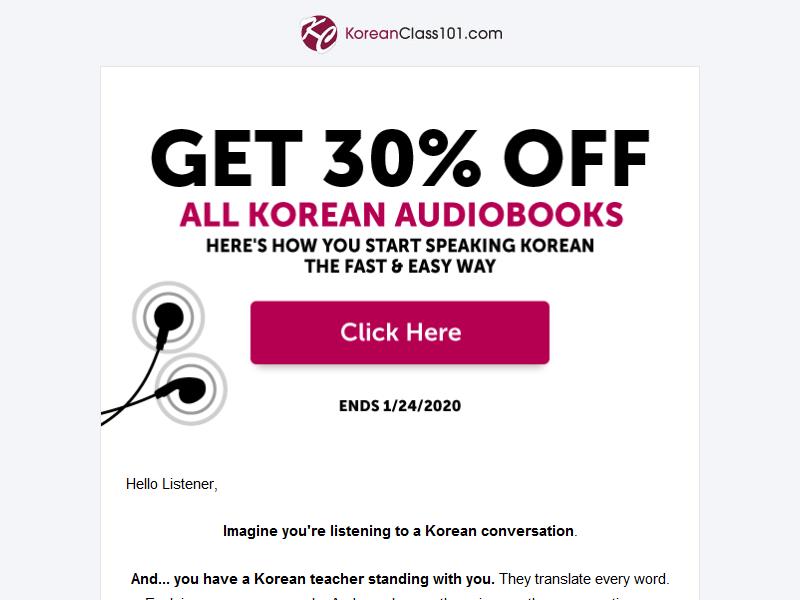 KoreanClass101.com
GET 30% OFF
ALL KOREAN AUDIOBOOKS
HERE'S HOW YOU START SPEAKING KOREAN
THE FAST & EASY WAY
Click Here
ENDS 1/24/2020
Hello Listener,
Imagine you're listening to a Korean conversation.
And... you have a Korean teacher standing with you. They translate every word.